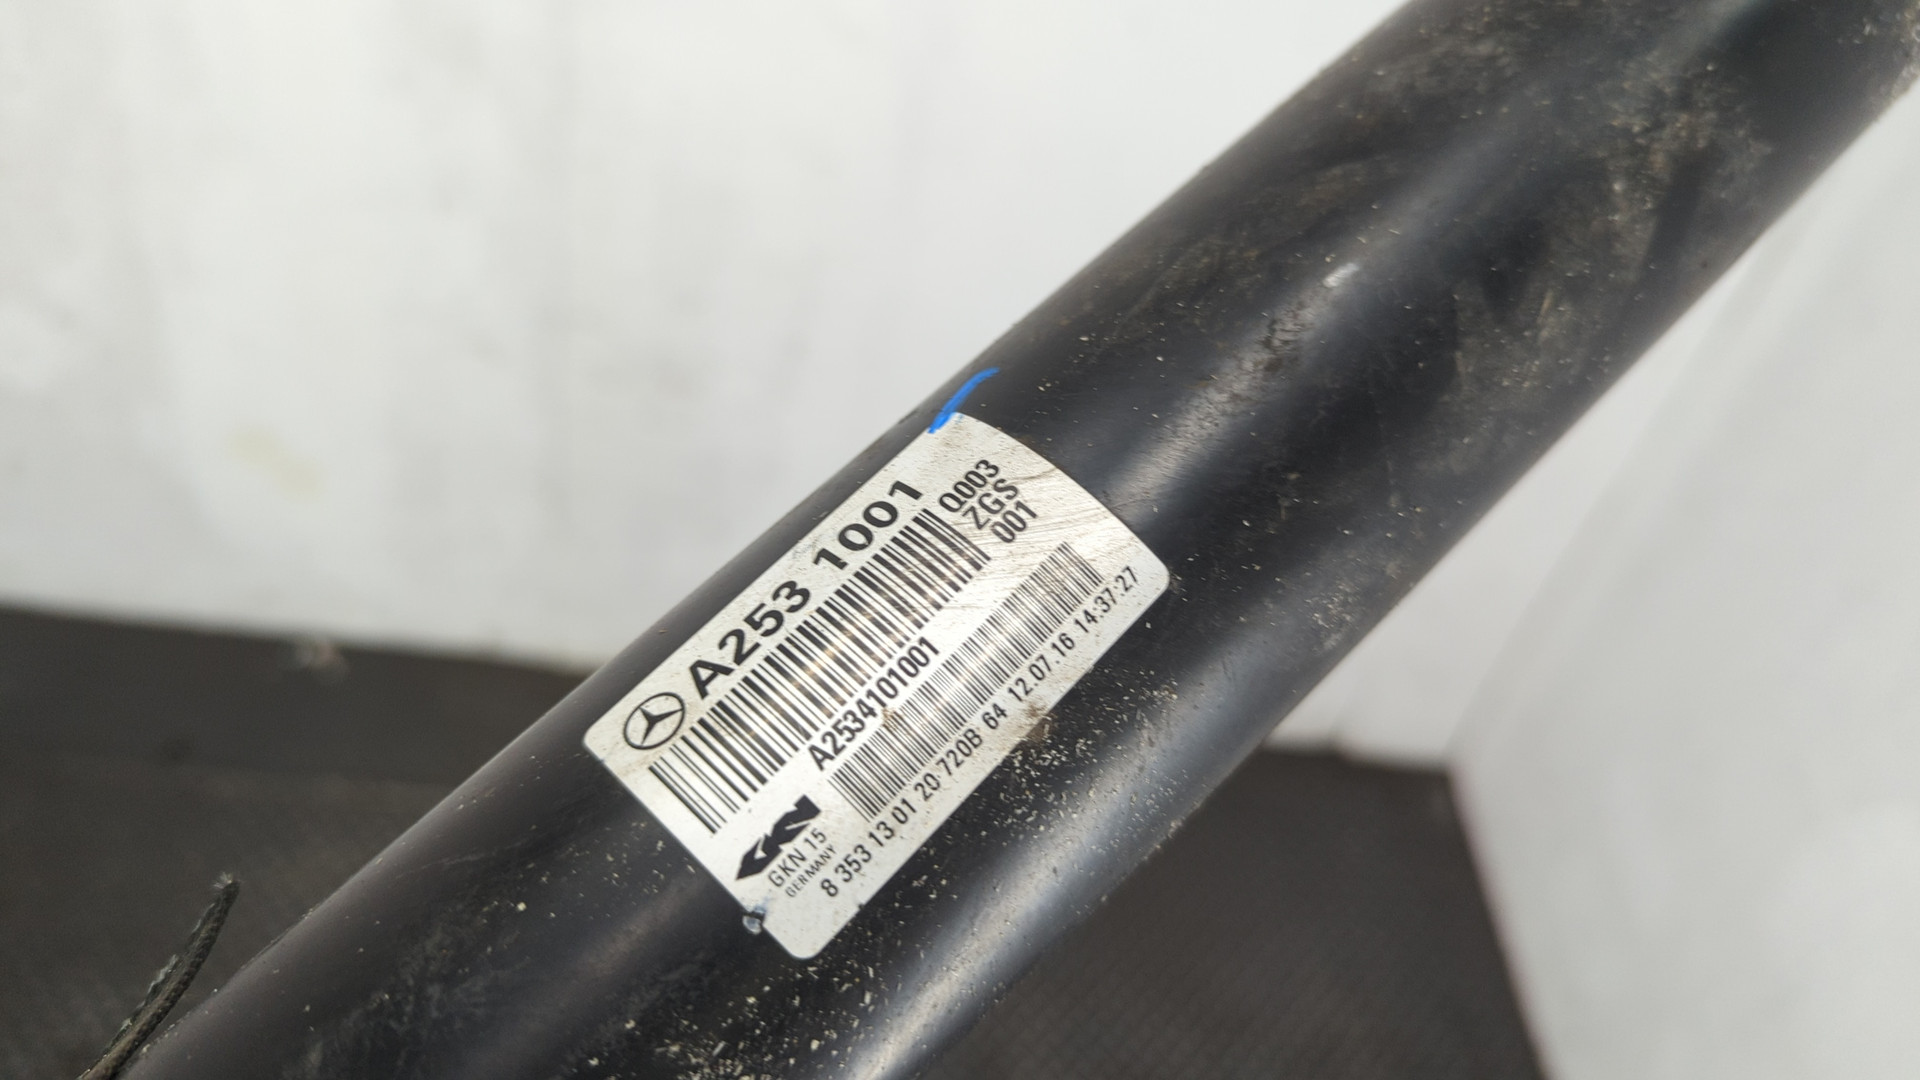 A253 1001
Q003
ZGS
001
A2534101001
GKN
GKN 15
GERMANY
8 353 13 01 20 720B 64 12.07.16 14:37:27